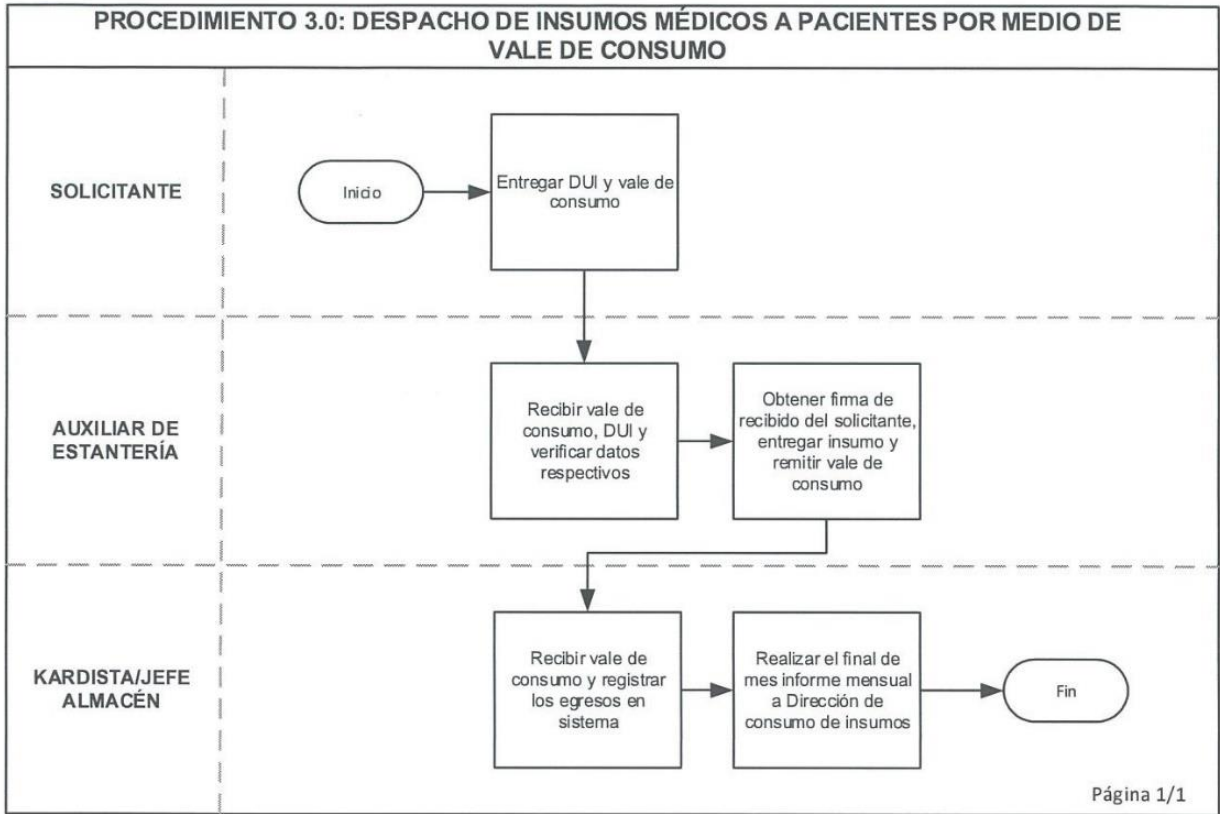 PROCEDIMIENTO 3.0: DESPACHO DE INSUMOS MÉDICOS A PACIENTES POR MEDIO DE
VALE DE CONSUMO
SOLICITANTE
Inicio
Entregar DUI y vale de
consumo
AUXILIAR DE
ESTANTERÍA
Recibir vale de
consumo, DUI y
verificar datos
respectivos
Obtener firma de
recibido del solicitante,
entregar insumo y
remitir vale de
consumo
KARDISTA/JEFE
ALMACÉN
Recibir vale de
consumo y registrar
los egresos en
sistema
Realizar el final de
mes informe mensual
a Dirección de
consumo de insumos
Fin
Página 1/1